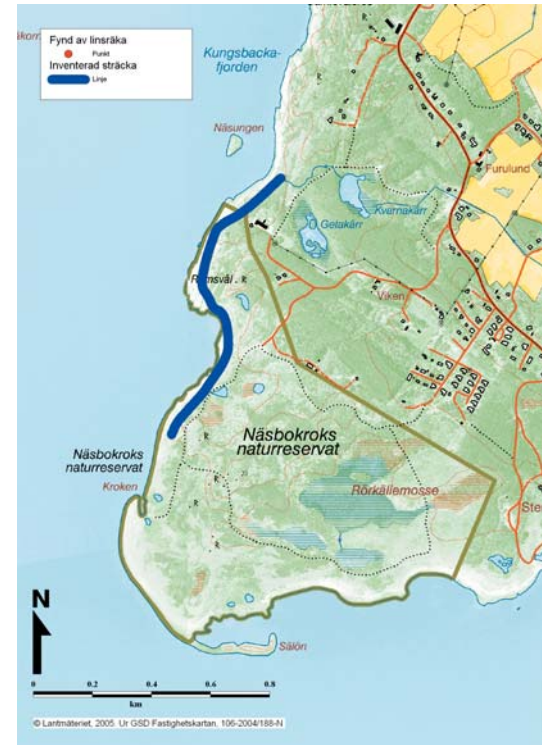 Fynd av linsräka
Punkt
Inventerad sträcka
Linje
Kungsbacka-
fjorden
Näsungen
Furulund
Kvarnakärr
Getakärr
Viken
Näsbokroks
naturreservat
Näsbokroks
naturreservat
Kroken
Rörkällemosse
Ste
N
Sälön
0 0.2 0.4 0.6 0.8
km
© Lantmäteriet, 2005. Ur GSD Fastighetskartan, 106-2004/188-N